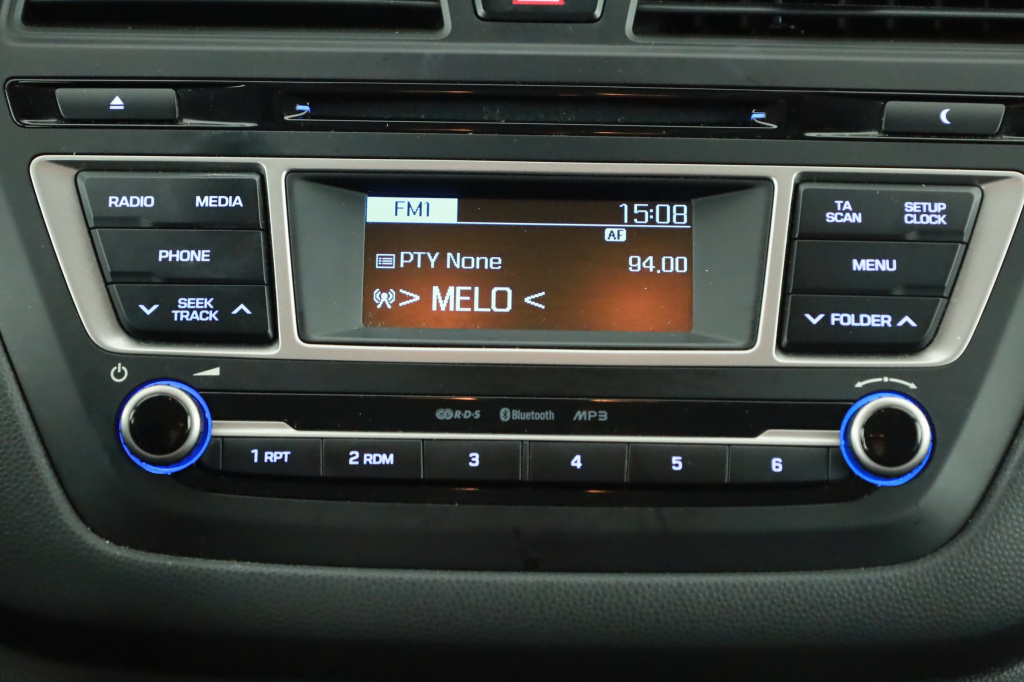 RADIO MEDIA
PHONE
SEEK
TRACK
FM1 15:08
AF
PTY None 94.00
> MELO <
TA
SCAN
SETUP
CLOCK
MENU
FOLDER
R·D·S Bluetooth MP3
1 RPT 2 RDM 3 4 5 6